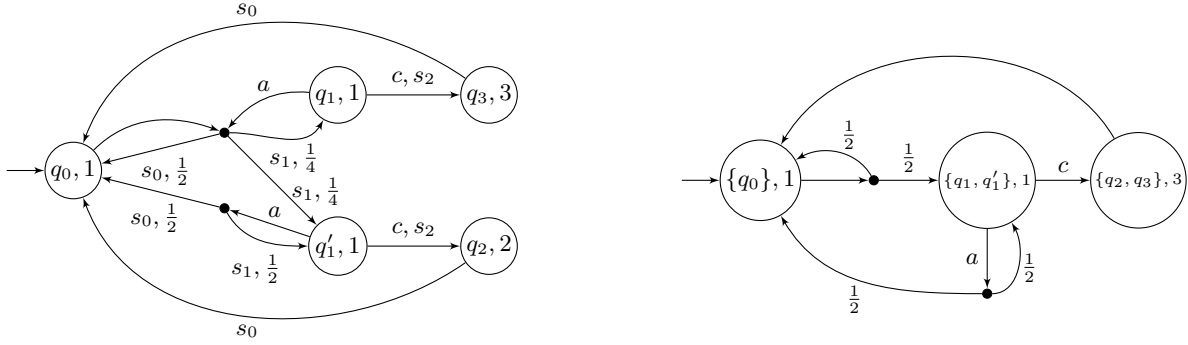 s₀
a
q₁, 1
c, s₂
q₃, 3
q₀, 1
s₀, 1/2
s₁, 1/4
s₁, 1/4
s₀, 1/2
a
s₁, 1/2
q′₁, 1
c, s₂
q₂, 2
s₀
{q₀}, 1
1/2
1/2
{q₁, q′₁}, 1
c
{q₂, q₃}, 3
a
1/2
1/2